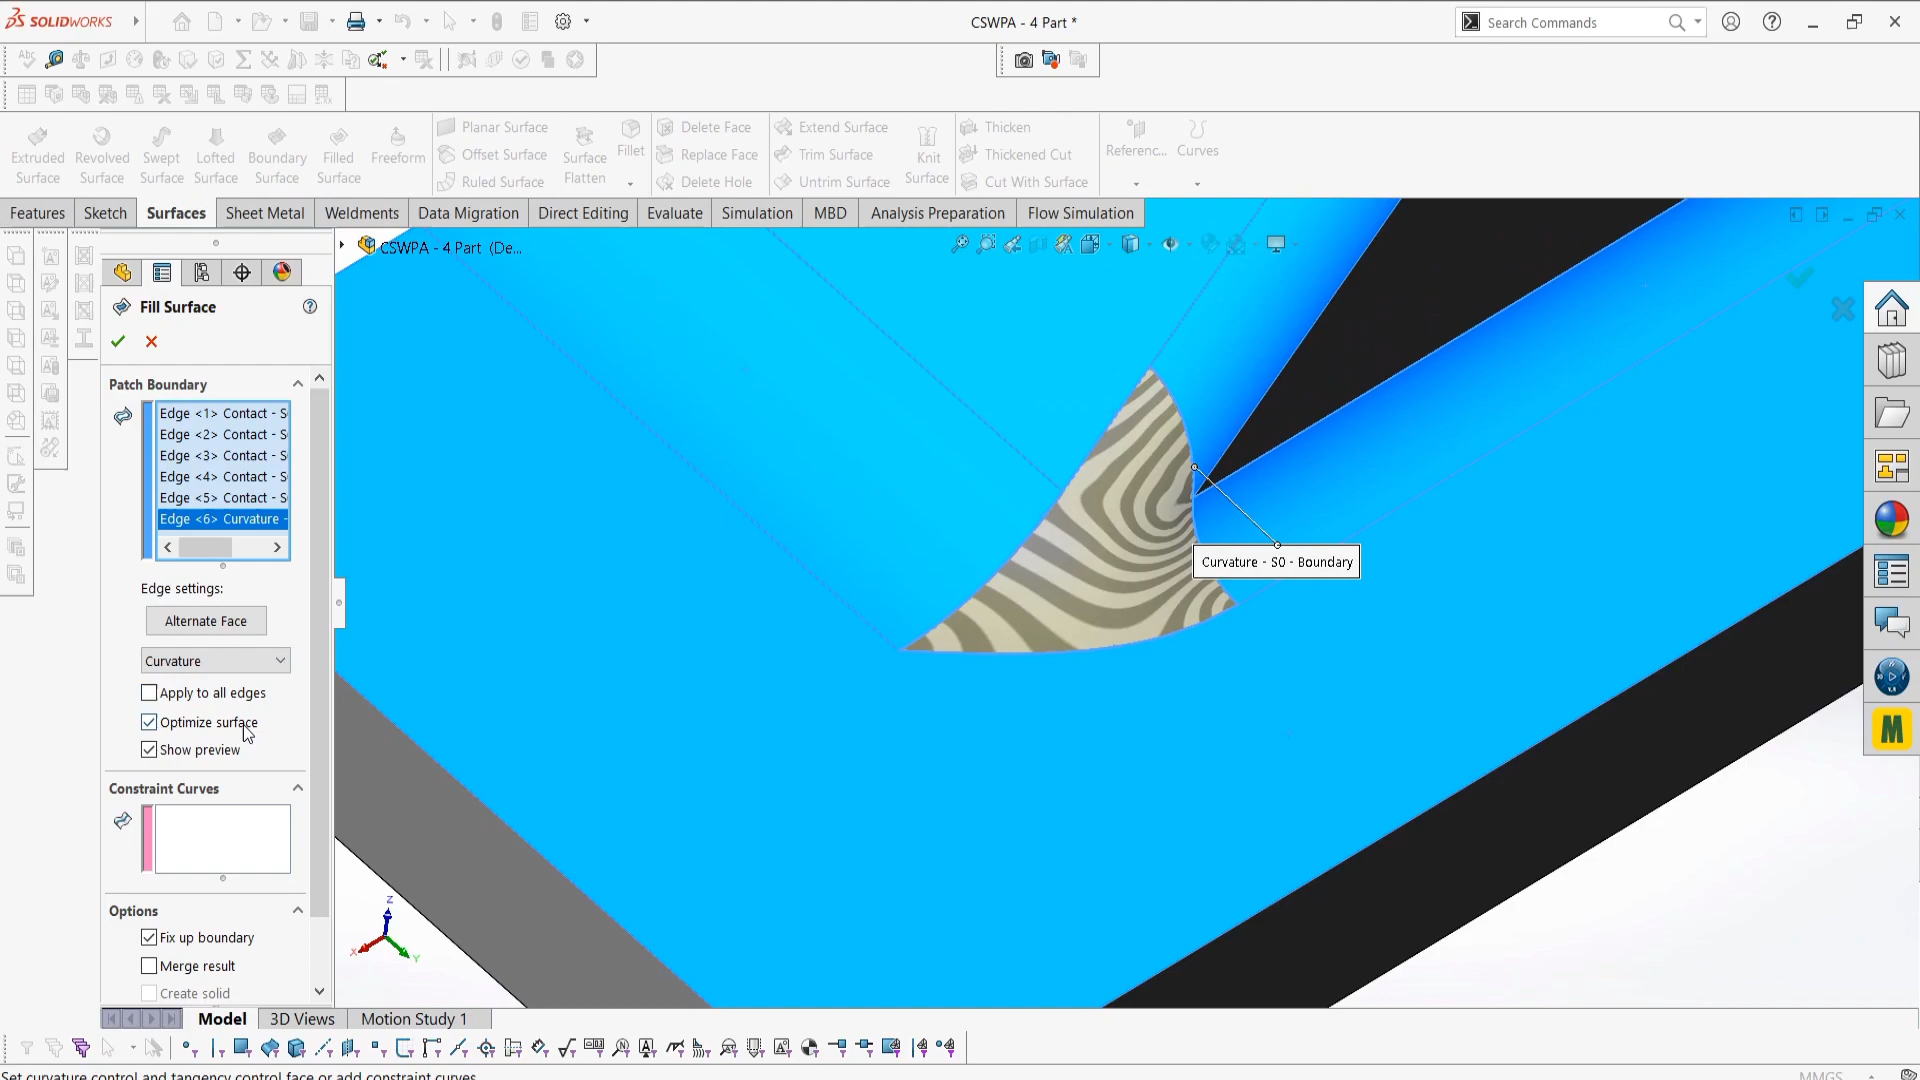 SOLIDWORKS
CSWPA - 4 Part *
Search Commands
Abc
Extruded Surface
Revolved Surface
Swept Surface
Lofted Surface
Boundary Surface
Filled Surface
Freeform
Planar Surface
Offset Surface
Ruled Surface
Surface Flatten
Fillet
Delete Face
Replace Face
Delete Hole
Extend Surface
Trim Surface
Untrim Surface
Knit Surface
Thicken
Thickened Cut
Cut With Surface
Referenc...
Curves
Features Sketch Surfaces Sheet Metal Weldments Data Migration Direct Editing Evaluate Simulation MBD Analysis Preparation Flow Simulation
CSWPA - 4 Part (De...
Fill Surface
Patch Boundary
Edge <1> Contact - S
Edge <2> Contact - S
Edge <3> Contact - S
Edge <4> Contact - S
Edge <5> Contact - S
Edge <6> Curvature -
Edge settings:
Alternate Face
Curvature
Apply to all edges
Optimize surface
Show preview
Constraint Curves
Options
Fix up boundary
Merge result
Create solid
Curvature - S0 - Boundary
Z
X
Y
M
Model 3D Views Motion Study 1
Set curvature control and tangency control face or add constraint curves
MMGS